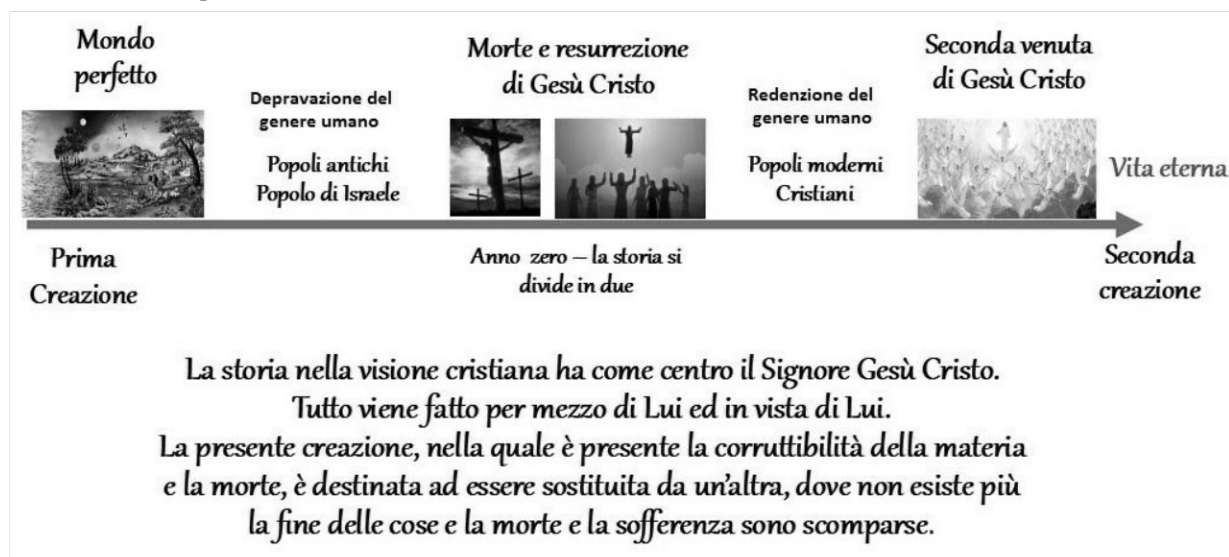 Mondo
perfetto
Depravazione del
genere umano
Popoli antichi
Popolo di Israele
Morte e resurrezione
di Gesù Cristo
Redenzione del
genere umano
Popoli moderni
Cristiani
Seconda venuta
di Gesù Cristo
Vita eterna
Prima
Creazione
Anno zero – la storia si
divide in due
Seconda
creazione
La storia nella visione cristiana ha come centro il Signore Gesù Cristo.
Tutto viene fatto per mezzo di Lui ed in vista di Lui.
La presente creazione, nella quale è presente la corruttibilità della materia
e la morte, è destinata ad essere sostituita da un'altra, dove non esiste più
la fine delle cose e la morte e la sofferenza sono scomparse.